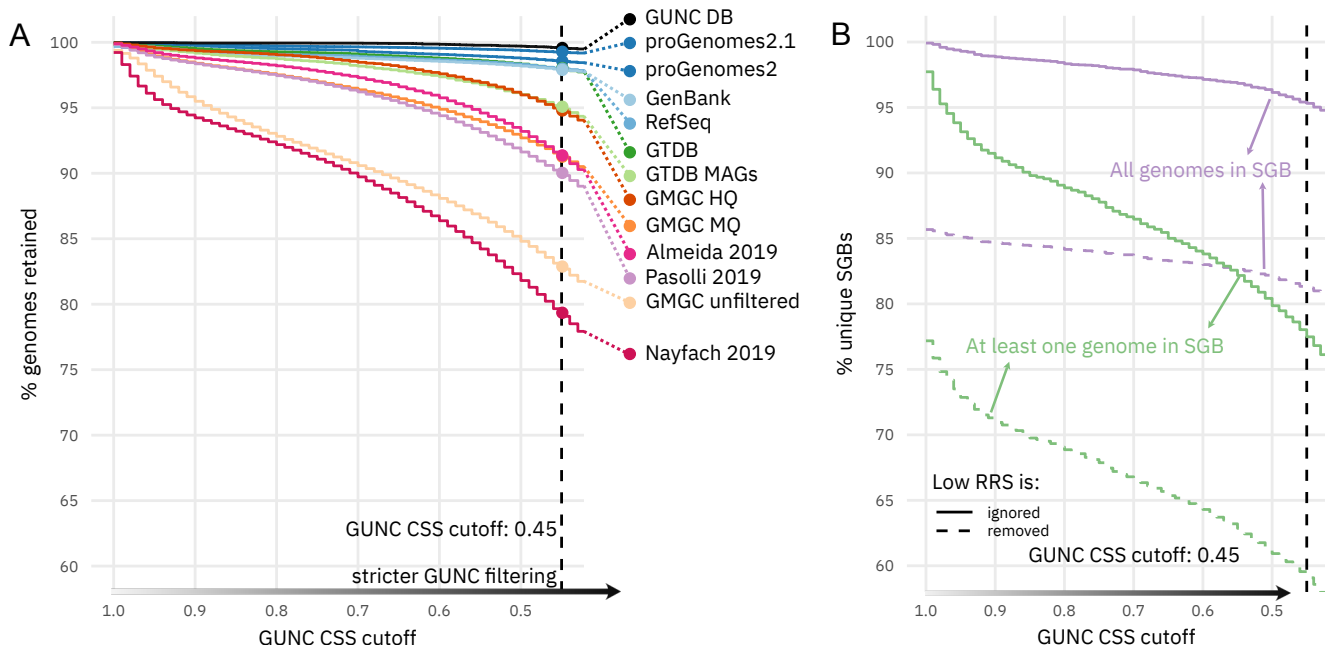 A
% genomes retained
100
95
90
85
80
75
70
65
60
GUNC DB
proGenomes2.1
proGenomes2
GenBank
RefSeq
GTDB
GTDB MAGs
GMGC HQ
GMGC MQ
Almeida 2019
Pasolli 2019
GMGC unfiltered
Nayfach 2019
GUNC CSS cutoff: 0.45
stricter GUNC filtering
1.0 0.9 0.8 0.7 0.6 0.5
GUNC CSS cutoff
B
% unique SGBs
100
95
90
85
80
75
70
65
60
All genomes in SGB
At least one genome in SGB
Low RRS is:
ignored
removed
GUNC CSS cutoff: 0.45
1.0 0.9 0.8 0.7 0.6 0.5
GUNC CSS cutoff